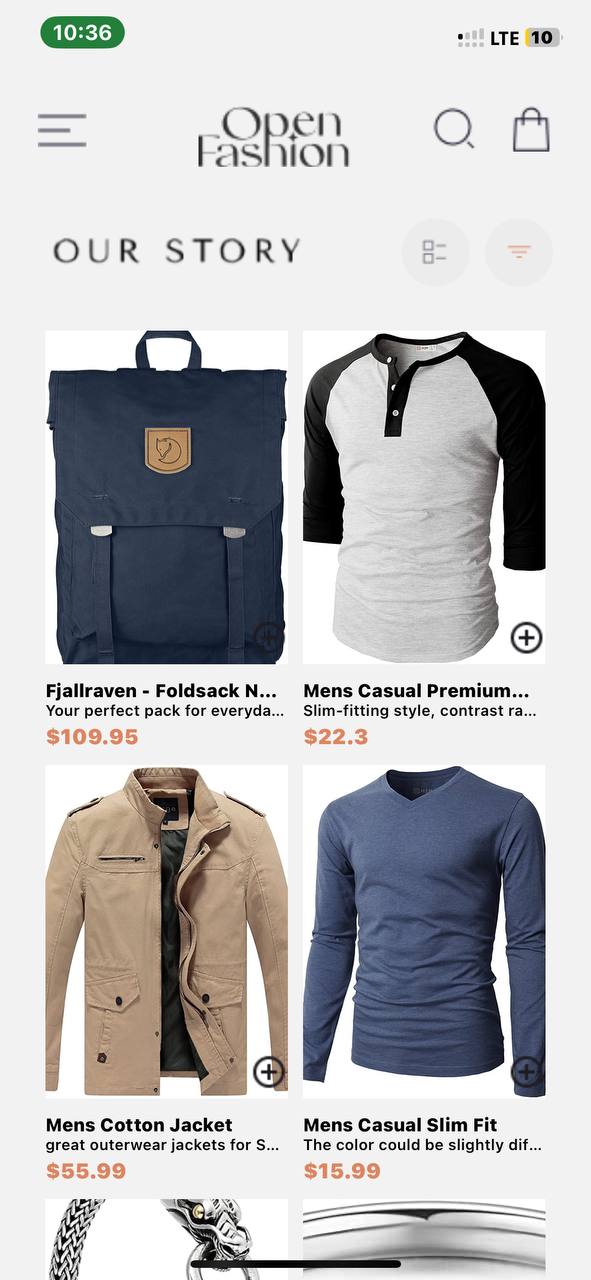 10:36
LTE 10
Open
Fashion
OUR STORY
Fjallraven - Foldsack N...
Your perfect pack for everyda...
$109.95
Mens Casual Premium...
Slim-fitting style, contrast ra...
$22.3
Mens Cotton Jacket
great outerwear jackets for S...
$55.99
Mens Casual Slim Fit
The color could be slightly dif...
$15.99